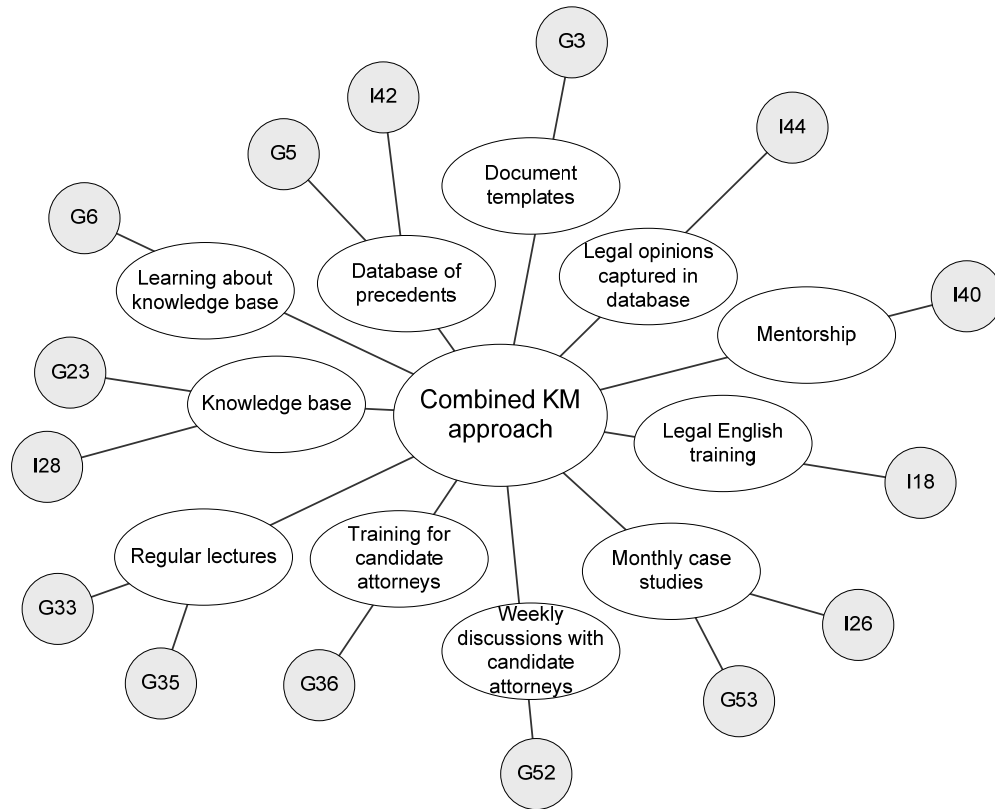 G3
I42
I44
G5
Document
templates
G6
Legal opinions
captured in
database
Learning about
knowledge base
Database of
precedents
I40
Mentorship
G23
Knowledge base
Combined KM
approach
Legal English
training
I28
I18
Regular lectures
Training for
candidate
attorneys
Monthly case
studies
G33
Weekly
discussions with
candidate
attorneys
I26
G35
G36
G53
G52